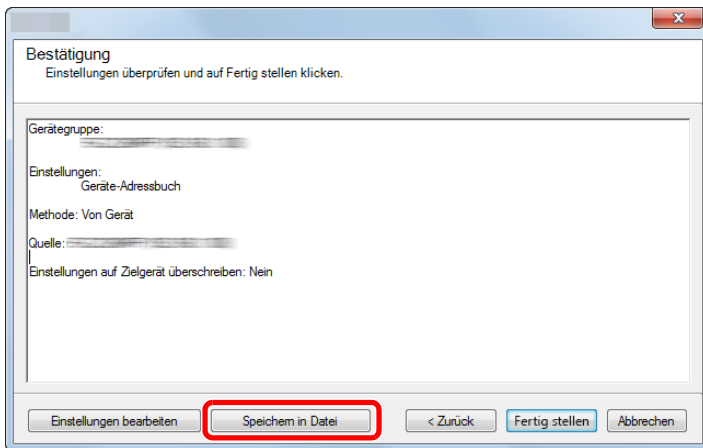 Bestätigung
Einstellungen überprüfen und auf Fertig stellen klicken.
Gerätegruppe:
Einstellungen:
Geräte-Adressbuch
Methode: Von Gerät
Quelle:
Einstellungen auf Zielgerät überschreiben: Nein
Einstellungen bearbeiten
Speichern in Datei
< Zurück
Fertig stellen
Abbrechen